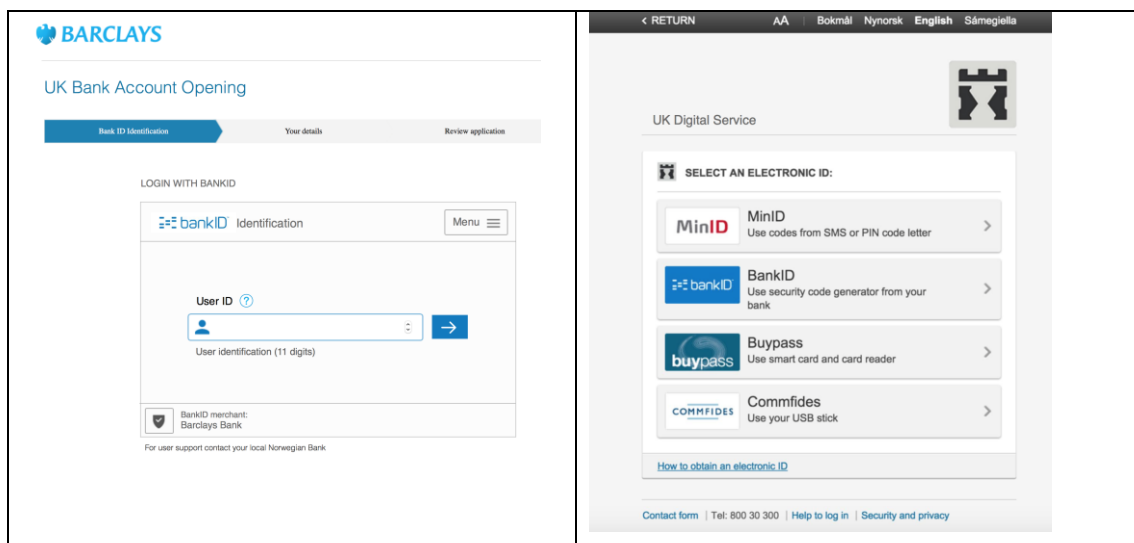 BARCLAYS
UK Bank Account Opening
Bank ID Identification
Your details
Review application
LOGIN WITH BANKID
bankID Identification
Menu
User ID ?
User identification (11 digits)
BankID merchant:
Barclays Bank
For user support contact your local Norwegian Bank
< RETURN
AA | Bokmål Nynorsk English Sámegiella
UK Digital Service
SELECT AN ELECTRONIC ID:
MinID
MinID
Use codes from SMS or PIN code letter
bankID
BankID
Use security code generator from your
bank
buypass
Buypass
Use smart card and card reader
COMMFIDES
Commfides
Use your USB stick
How to obtain an electronic ID
Contact form | Tel: 800 30 300 | Help to log in | Security and privacy